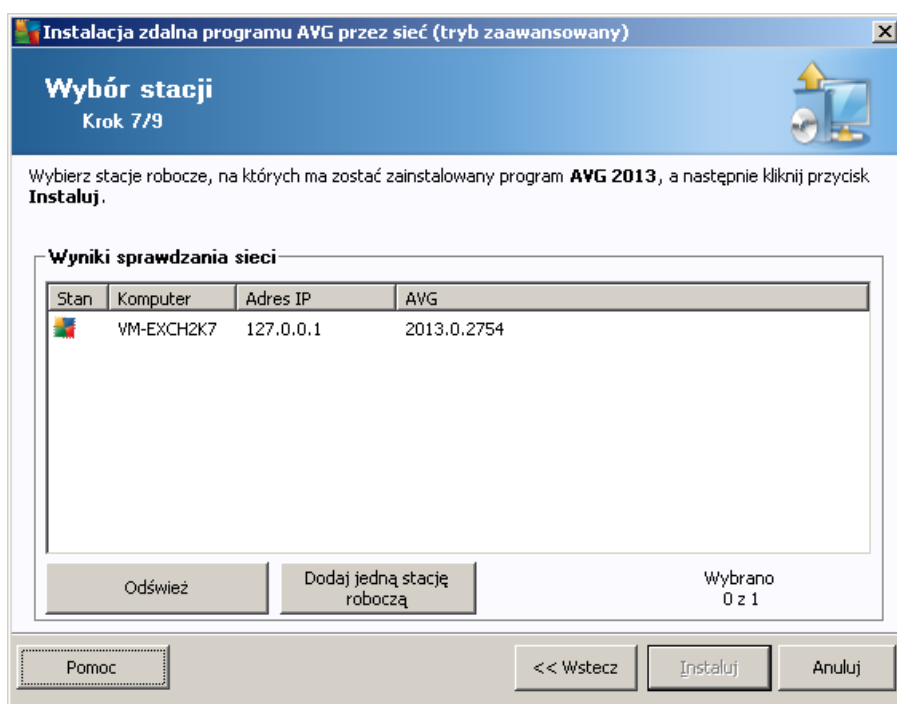 Instalacja zdalna programu AVG przez sieć (tryb zaawansowany)
Wybór stacji
Krok 7/9
Wybierz stacje robocze, na których ma zostać zainstalowany program AVG 2013, a następnie kliknij przycisk
Instaluj.
Wyniki sprawdzania sieci
Stan Komputer Adres IP AVG
VM-EXCH2K7 127.0.0.1 2013.0.2754
Odśwież
Dodaj jedną stację
roboczą
Wybrano
0 z 1
Pomoc << Wstecz Instaluj Anuluj